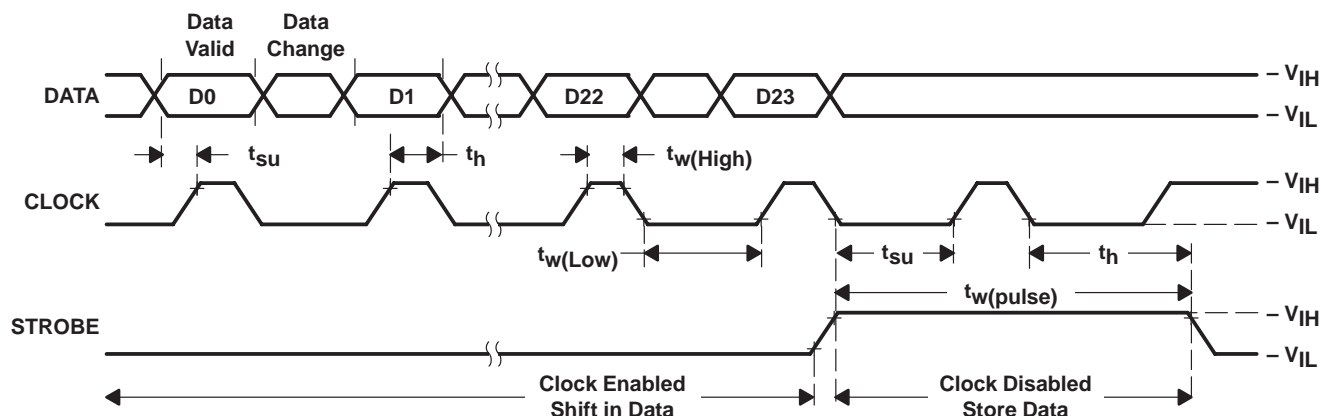 Data Valid
Data Change
DATA
D0
D1
D22
D23
– VIH
– VIL
tsu
th
tw(High)
CLOCK
– VIH
– VIL
tw(Low)
tsu
th
tw(pulse)
STROBE
– VIH
– VIL
Clock Enabled
Shift in Data
Clock Disabled
Store Data